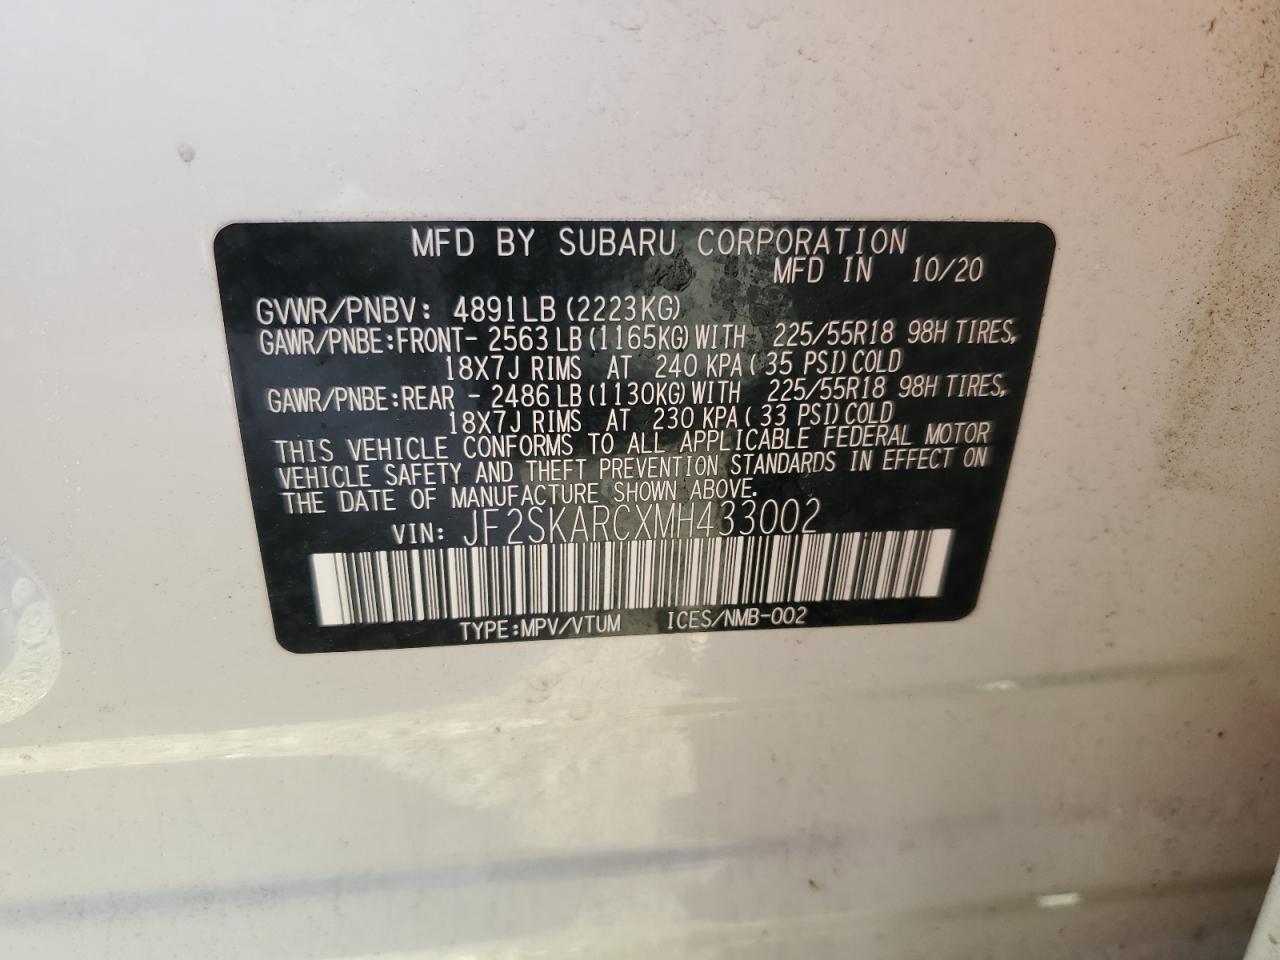 MFD BY SUBARU CORPORATION
MFD IN 10/20
GVWR/PNBV: 4891LB (2223KG)
GAWR/PNBE:FRONT- 2563 LB (1165KG) WITH 225/55R18 98H TIRES,
18X7J RIMS AT 240 KPA ( 35 PSI) COLD
GAWR/PNBE:REAR - 2486 LB (1130KG) WITH 225/55R18 98H TIRES,
18X7J RIMS AT 230 KPA ( 33 PSI) COLD
THIS VEHICLE CONFORMS TO ALL APPLICABLE FEDERAL MOTOR
VEHICLE SAFETY AND THEFT PREVENTION STANDARDS IN EFFECT ON
THE DATE OF MANUFACTURE SHOWN ABOVE.
VIN: JF2SKARCXMH433002
TYPE:MPV/VTUM ICES/NMB-002